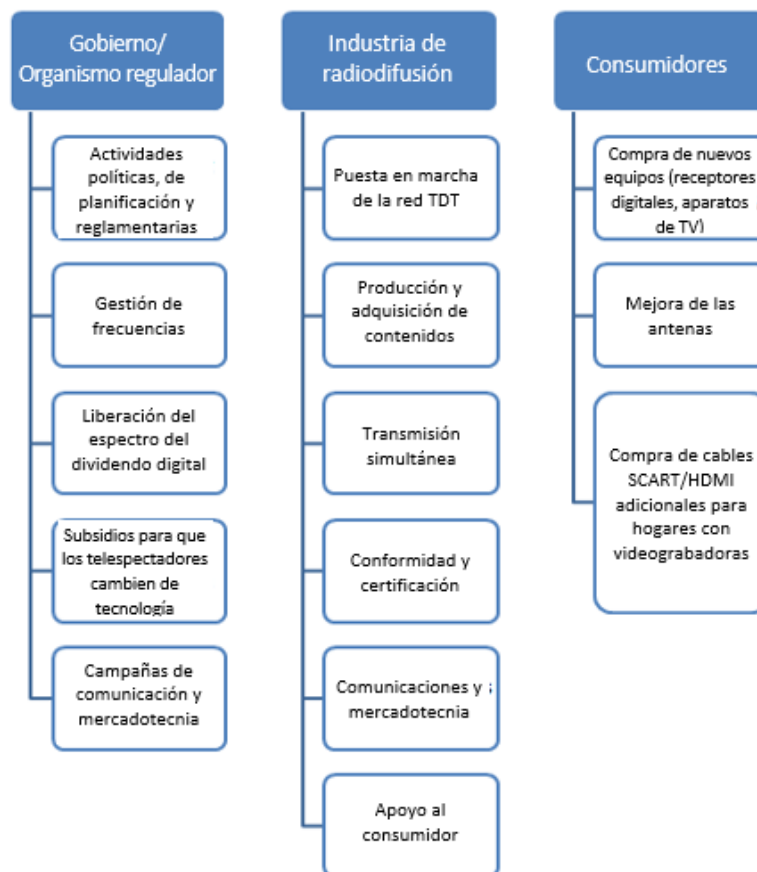 Gobierno/
Organismo regulador
Actividades
políticas, de
planificación y
reglamentarias
Gestión de
frecuencias
Liberación del
espectro del
dividendo digital
Subsidios para que
los telespectadores
cambien de
tecnología
Campañas de
comunicación y
mercadotecnia
Industria de
radiodifusión
Puesta en marcha
de la red TDT
Producción y
adquisición de
contenidos
Transmisión
simultánea
Conformidad y
certificación
Comunicaciones y
mercadotecnia
Apoyo al
consumidor
Consumidores
Compra de nuevos
equipos (receptores
digitales, aparatos
de TV)
Mejora de las
antenas
Compra de cables
SCART/HDMI
adicionales para
hogares con
videograbadoras